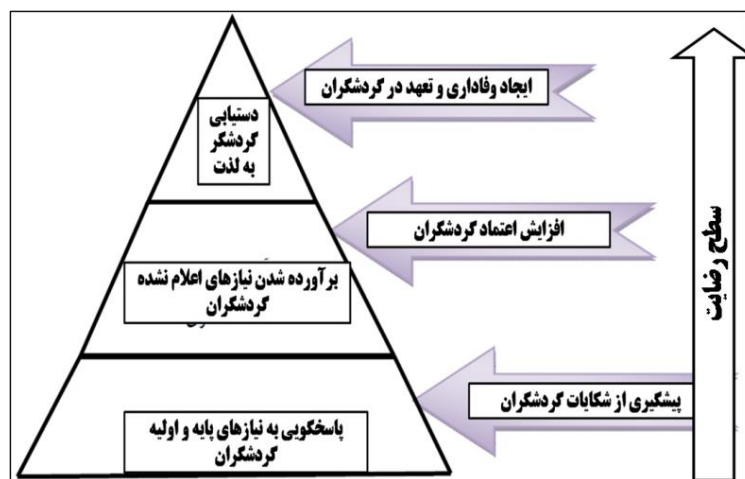 ایجاد وفاداری و تعهد در گردشگران
دستیابی
گردشگر
به لذت
افزایش اعتماد گردشگران
سطح رضایت
برآورده شدن نیازهای اعلام نشده
گردشگران
پیشگیری از شکایات گردشگران
پاسخگویی به نیازهای پایه و اولیه
گردشگران